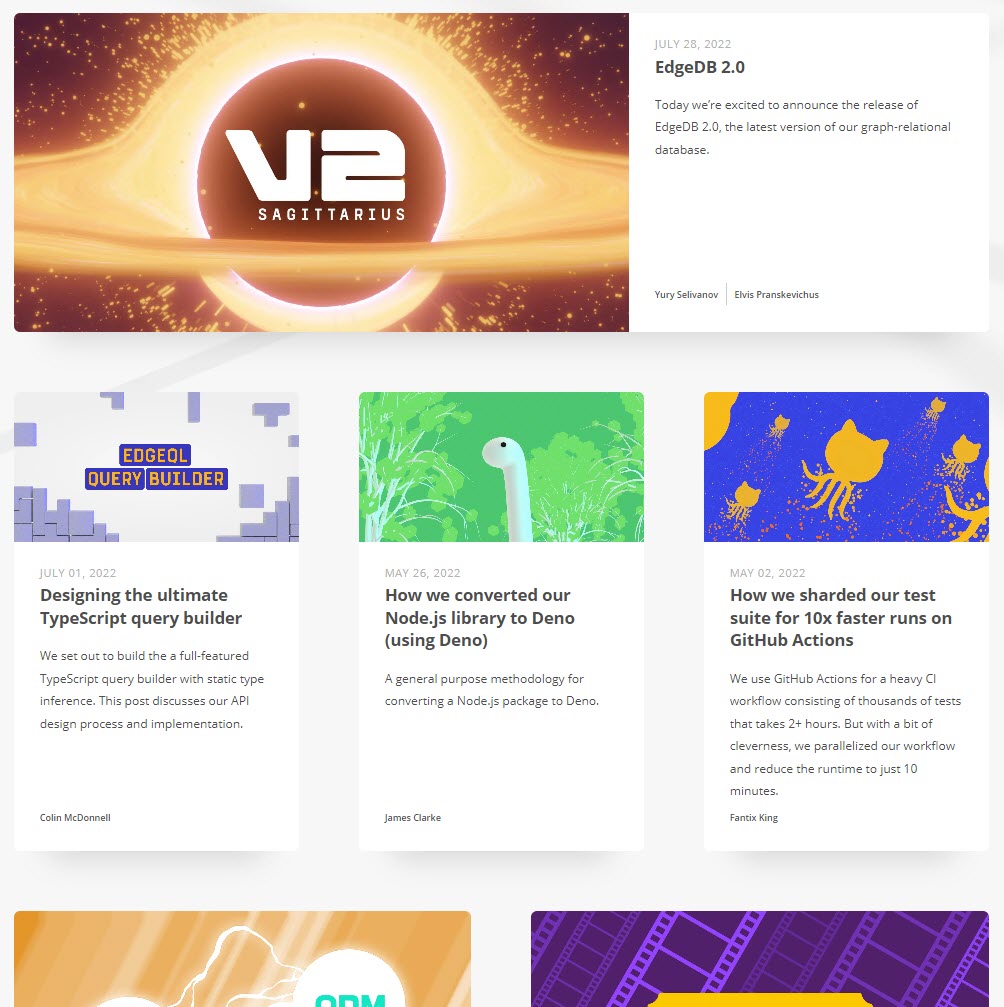 V2
SAGITTARIUS
JULY 28, 2022
EdgeDB 2.0
Today we’re excited to announce the release of
EdgeDB 2.0, the latest version of our graph-relational
database.
Yury Selivanov
Elvis Pranskevichus
EDGEQL
QUERY BUILDER
JULY 01, 2022
Designing the ultimate
TypeScript query builder
We set out to build the a full-featured
TypeScript query builder with static type
inference. This post discusses our API
design process and implementation.
Colin McDonnell
MAY 26, 2022
How we converted our
Node.js library to Deno
(using Deno)
A general purpose methodology for
converting a Node.js package to Deno.
James Clarke
MAY 02, 2022
How we sharded our test
suite for 10x faster runs on
GitHub Actions
We use GitHub Actions for a heavy CI
workflow consisting of thousands of tests
that takes 2+ hours. But with a bit of
cleverness, we parallelized our workflow
and reduce the runtime to just 10
minutes.
Fantix King